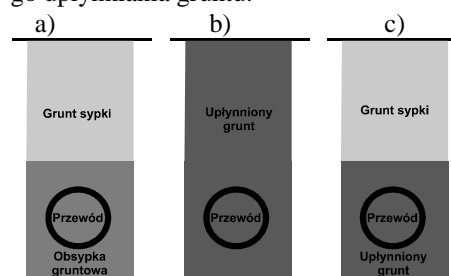 go upłynniania gruntu.
a) b) c)
Grunt sypki
Przewód
Obsypka
gruntowa
Upłynniony
grunt
Przewód
Grunt sypki
Przewód
Upłynniony
grunt